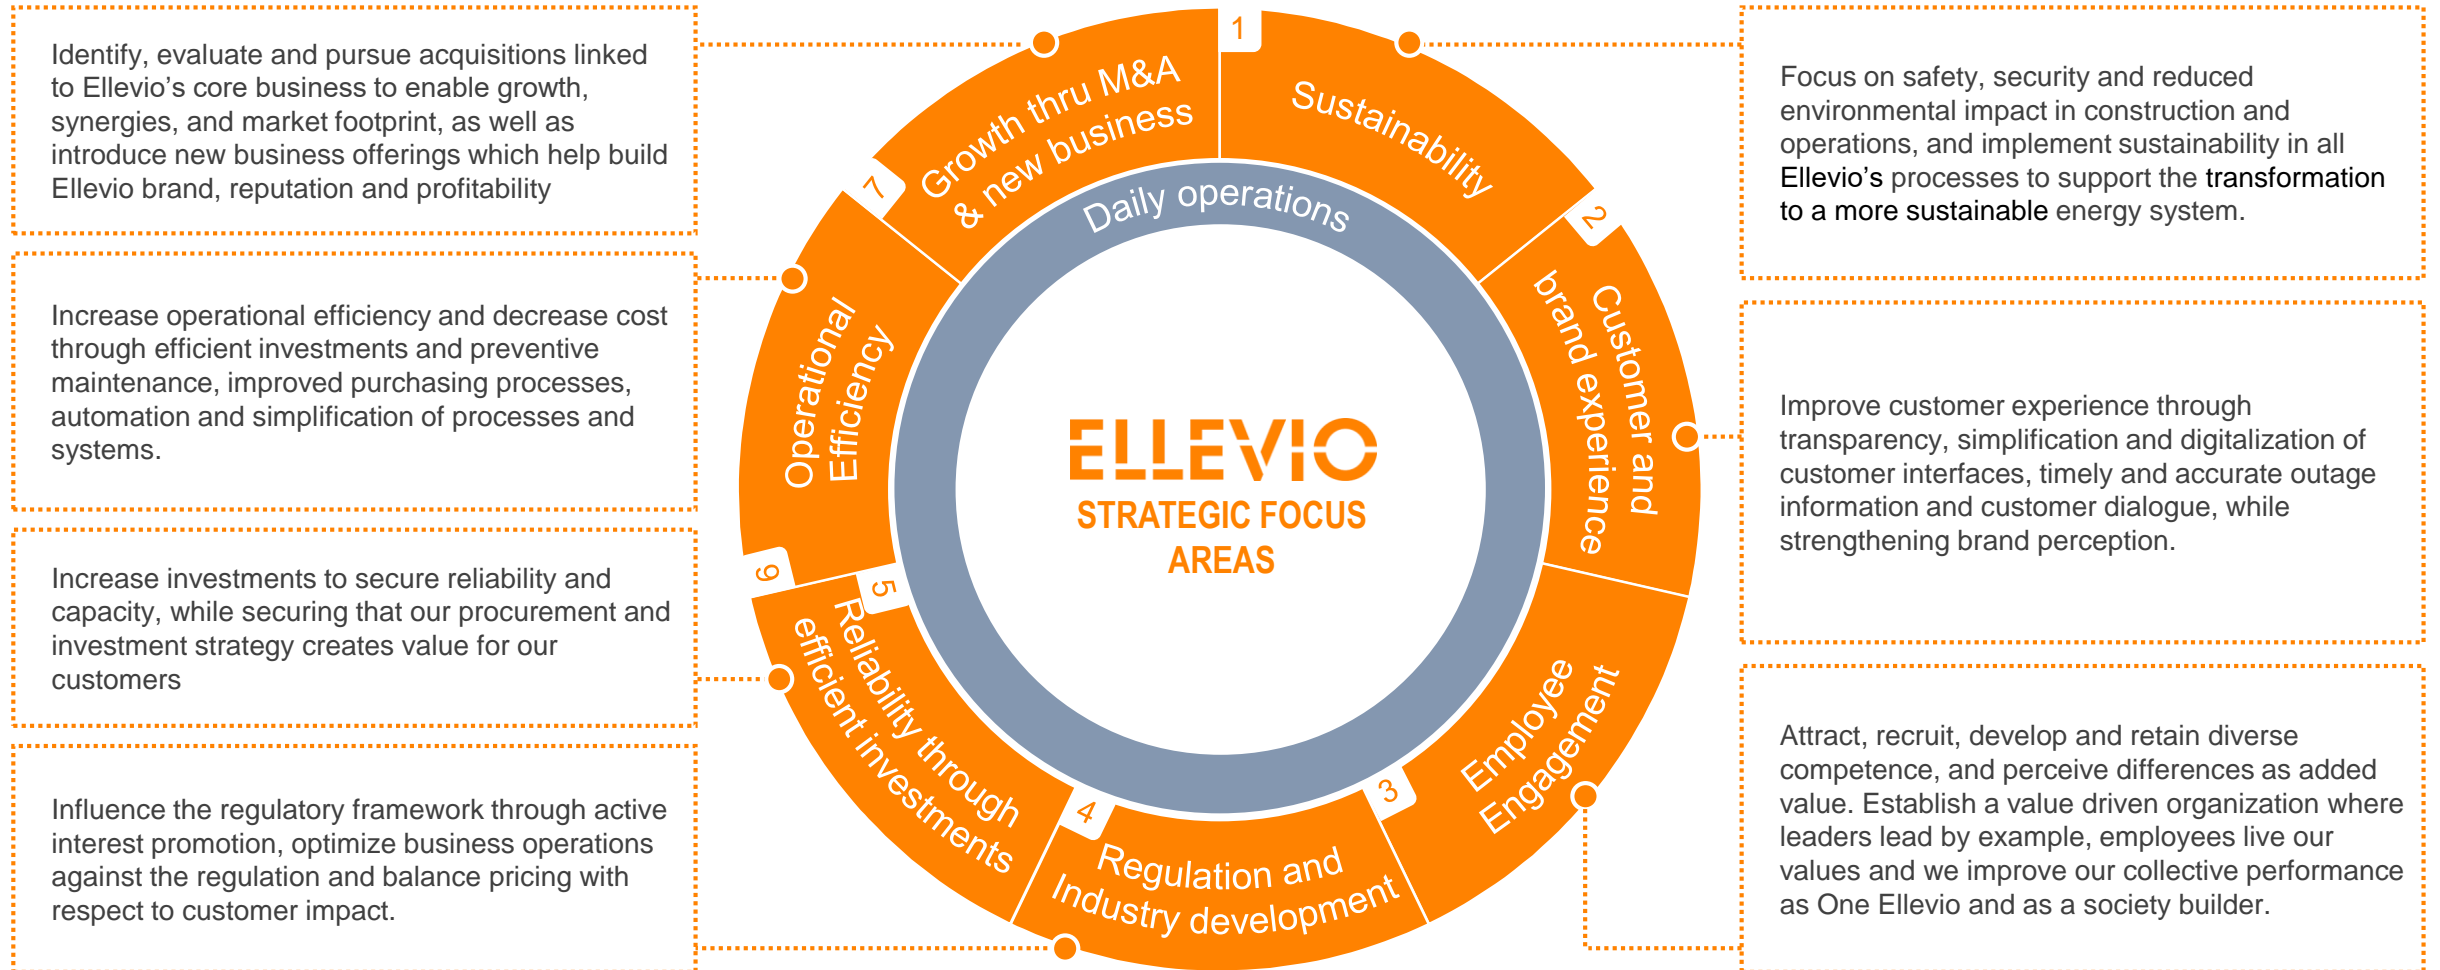 Identify, evaluate and pursue acquisitions linked
to Ellevio’s core business to enable growth,
synergies, and market footprint, as well as
introduce new business offerings which help build
Ellevio brand, reputation and profitability
Increase operational efficiency and decrease cost
through efficient investments and preventive
maintenance, improved purchasing processes,
automation and simplification of processes and
systems.
Increase investments to secure reliability and
capacity, while securing that our procurement and
investment strategy creates value for our
customers
Influence the regulatory framework through active
interest promotion, optimize business operations
against the regulation and balance pricing with
respect to customer impact.
1
Sustainability
2
Customer and
brand experience
Employee
Engagement
3
Regulation and
Industry development
4
Reliability through
efficient investments
5
6
Operational
Efficiency
7
Growth thru M&A
& new business
Daily operations
ELLEVIO
STRATEGIC FOCUS
AREAS
Focus on safety, security and reduced
environmental impact in construction and
operations, and implement sustainability in all
Ellevio’s processes to support the transformation
to a more sustainable energy system.
Improve customer experience through
transparency, simplification and digitalization of
customer interfaces, timely and accurate outage
information and customer dialogue, while
strengthening brand perception.
Attract, recruit, develop and retain diverse
competence, and perceive differences as added
value. Establish a value driven organization where
leaders lead by example, employees live our
values and we improve our collective performance
as One Ellevio and as a society builder.